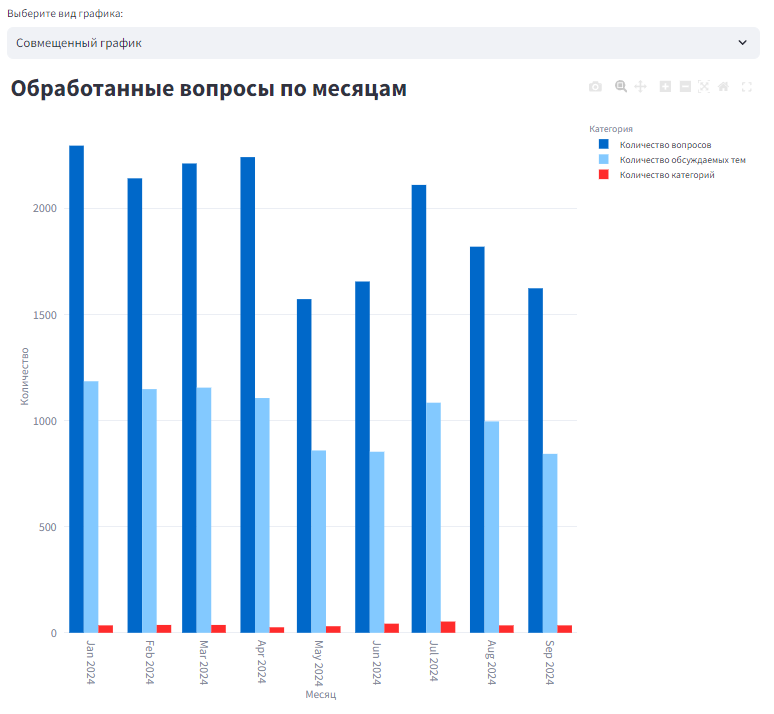 Выберите вид графика:
Совмещенный график
Обработанные вопросы по месяцам
Категория
Количество вопросов
Количество обсуждаемых тем
Количество категорий
2000
1500
1000
500
0
Количество
Jan 2024
Feb 2024
Mar 2024
Apr 2024
May 2024
Jun 2024
Jul 2024
Aug 2024
Sep 2024
Месяц